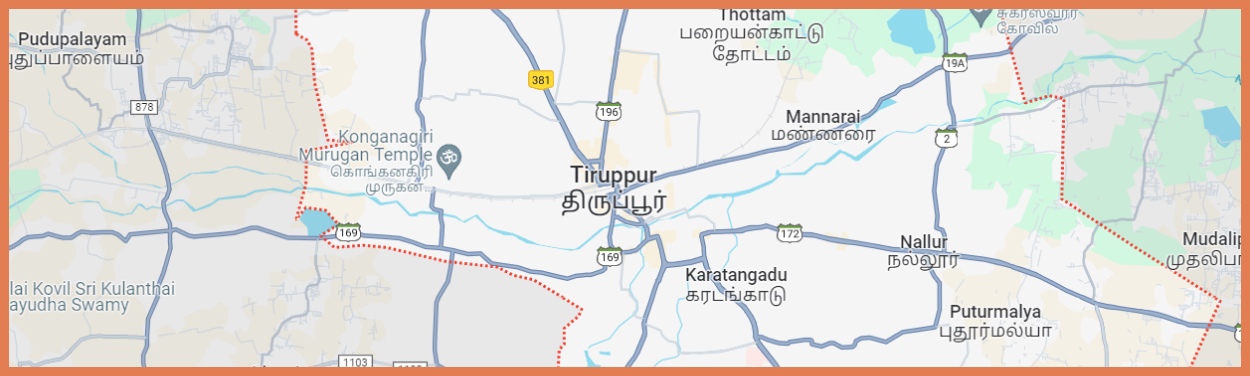 Thottam
பறையன்காட்டு
தோட்டம்
சுக்ரீஸ்வரர்
கோவில்
Pudupalayam
புதுப்பாளையம்
19A
381
878
196
Mannarai
மண்ணரை
2
Konganagiri
Murugan Temple
கொங்கனகிரி
முருகன்...
Tiruppur
திருப்பூர்
169
172
169
Nallur
நல்லூர்
Mudalip
முதலிபா
Karatangadu
கரடங்காடு
lai Kovil Sri Kulanthai
ayudha Swamy
Puturmalya
புதூர்மல்யா
1103